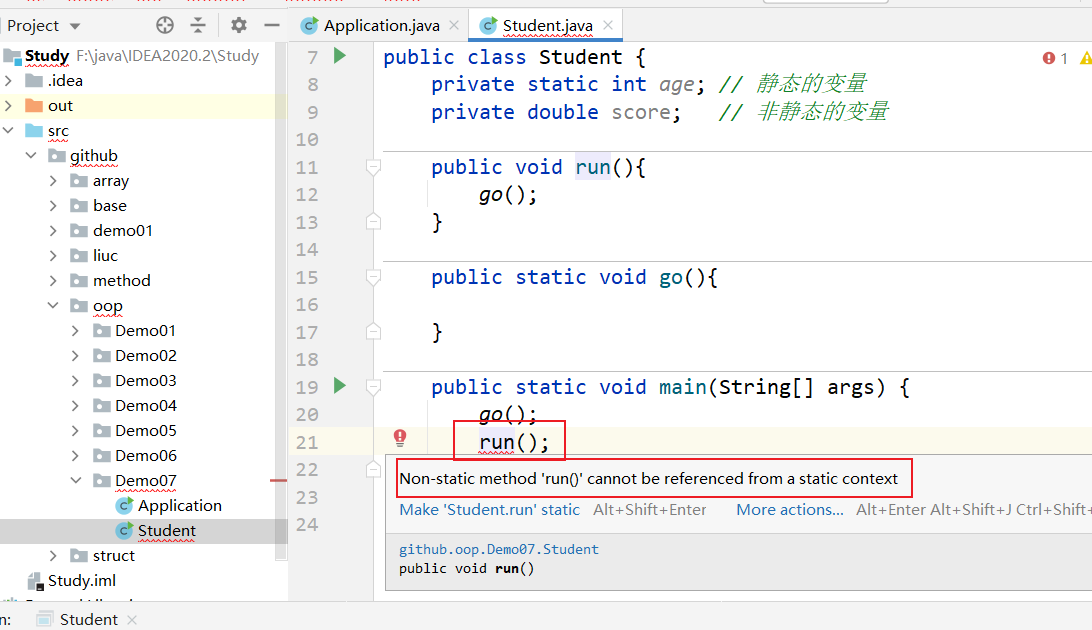 Project
Application.java
Student.java
Study F:\java\IDEA2020.2\Study
.idea
out
src
github
array
base
demo01
liuc
method
oop
Demo01
Demo02
Demo03
Demo04
Demo05
Demo06
Demo07
Application
Student
struct
Study.iml
7 public class Student {
1
8 private static int age; // 静态的变量
9 private double score; // 非静态的变量
10
11 public void run(){
12 go();
13 }
14
15 public static void go(){
16
17 }
18
19 public static void main(String[] args) {
20 go();
21 run();
22
23
24
Non-static method 'run()' cannot be referenced from a static context
Make 'Student.run' static Alt+Shift+Enter More actions... Alt+Enter Alt+Shift+J Ctrl+Shift+
github.oop.Demo07.Student
public void run()
n: Student